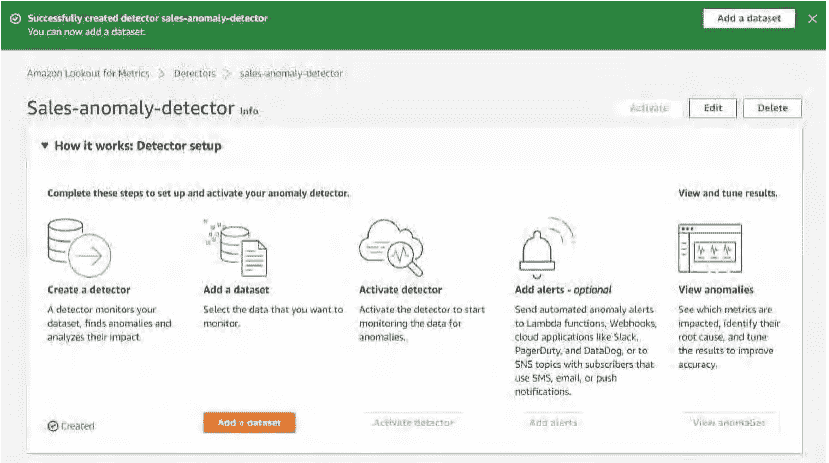 Successfully created detector sales-anomaly-detector
You can now add a dataset.
Add a dataset
Amazon Lookout for Metrics > Detectors > sales-anomaly-detector
Sales-anomaly-detector Info
Activate
Edit
Delete
How it works: Detector setup
Complete these steps to set up and activate your anomaly detector.
View and tune results.
Create a detector
A detector monitors your
dataset, finds anomalies and
analyzes their impact.
Created
Add a dataset
Select the data that you want to
monitor.
Add a dataset
Activate detector
Activate the detector to start
monitoring the data for
anomalies.
Activate detector
Add alerts - optional
Send automated anomaly alerts
to Lambda functions, Webhooks,
cloud applications like Slack,
PagerDuty, and DataDog, or to
SNS topics with subscribers that
use SMS, email, or push
notifications.
Add alerts
View anomalies
See which metrics are
impacted, identify their
root cause, and tune
the results to improve
accuracy.
View anomalies